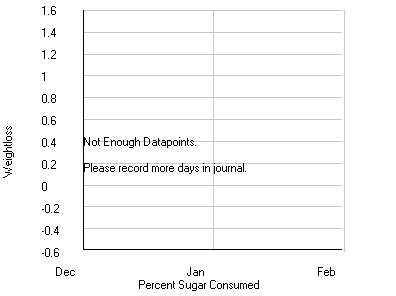 1.6
1.4
1.2
1
0.8
0.6
0.4
0.2
0
-0.2
-0.4
-0.6
Weightloss
Not Enough Datapoints.
Please record more days in journal.
Dec Jan Feb
Percent Sugar Consumed